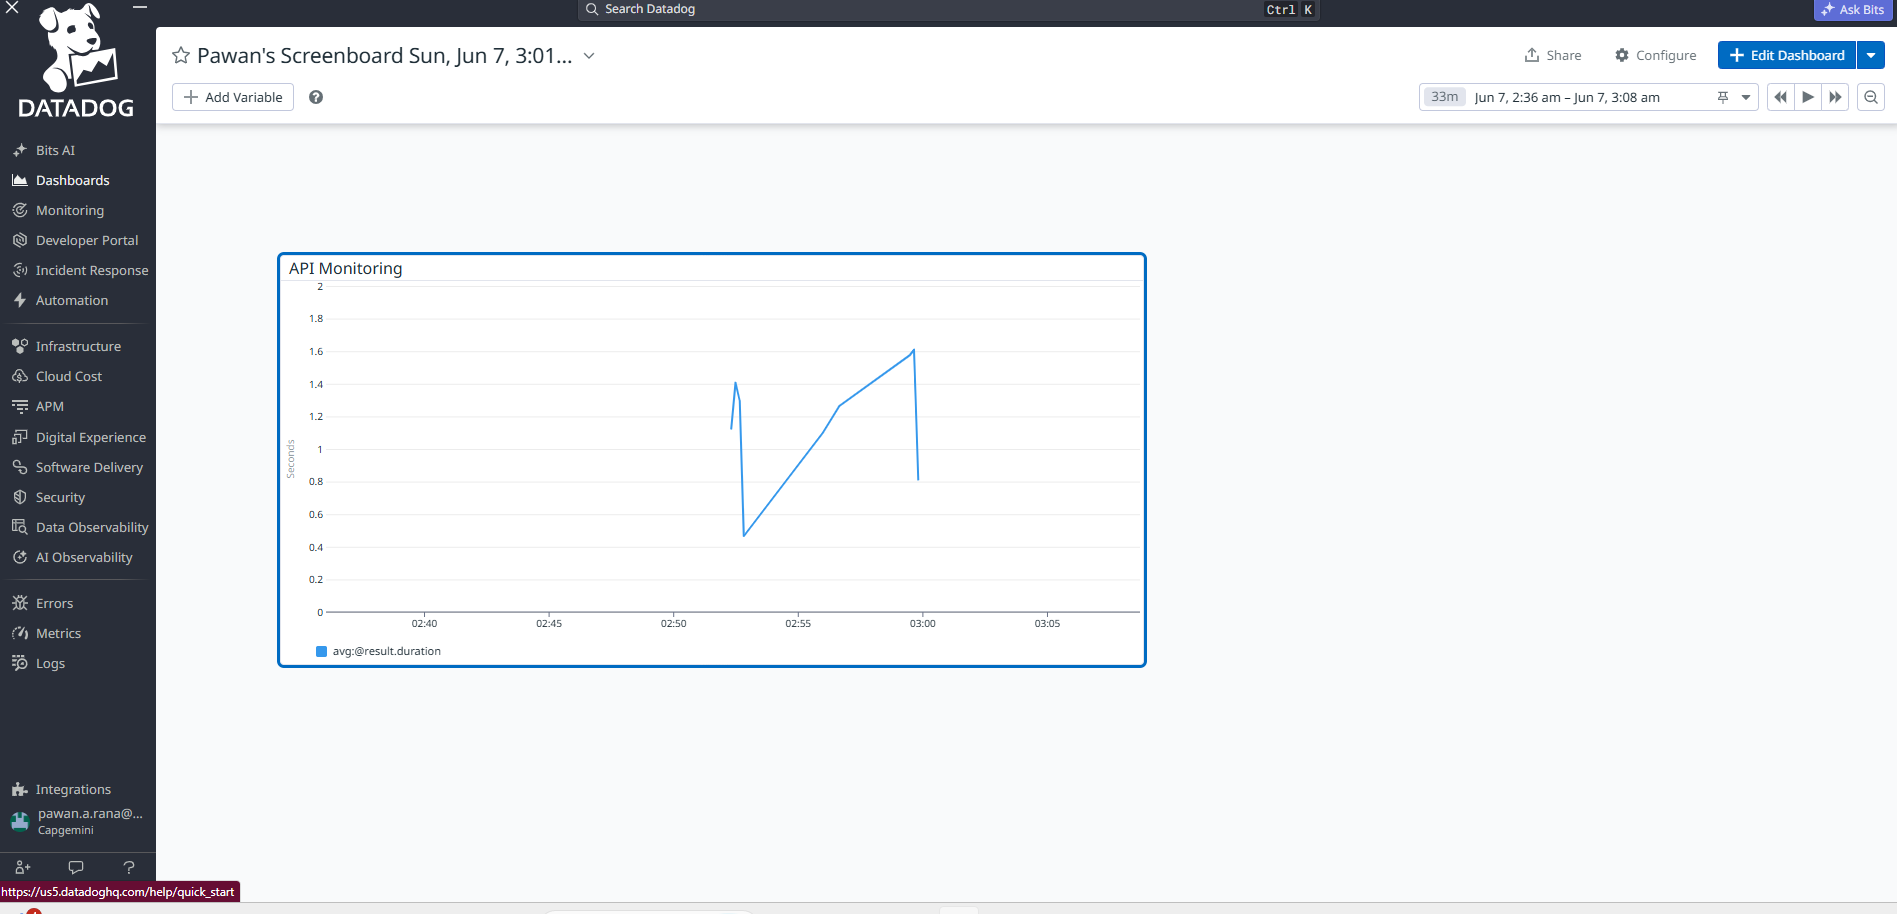 Search Datadog
Ctrl K
Ask Bits
DATADOG
Pawan's Screenboard Sun, Jun 7, 3:01...
Share
Configure
Edit Dashboard
Add Variable
33m
Jun 7, 2:36 am – Jun 7, 3:08 am
Bits AI
Dashboards
Monitoring
Developer Portal
Incident Response
Automation
Infrastructure
Cloud Cost
APM
Digital Experience
Software Delivery
Security
Data Observability
AI Observability
Errors
Metrics
Logs
Integrations
pawan.a.rana@...
Capgemini
https://us5.datadoghq.com/help/quick_start
API Monitoring
2
1.8
1.6
1.4
1.2
1
0.8
0.6
0.4
0.2
0
Seconds
02:40 02:45 02:50 02:55 03:00 03:05
avg:@result.duration